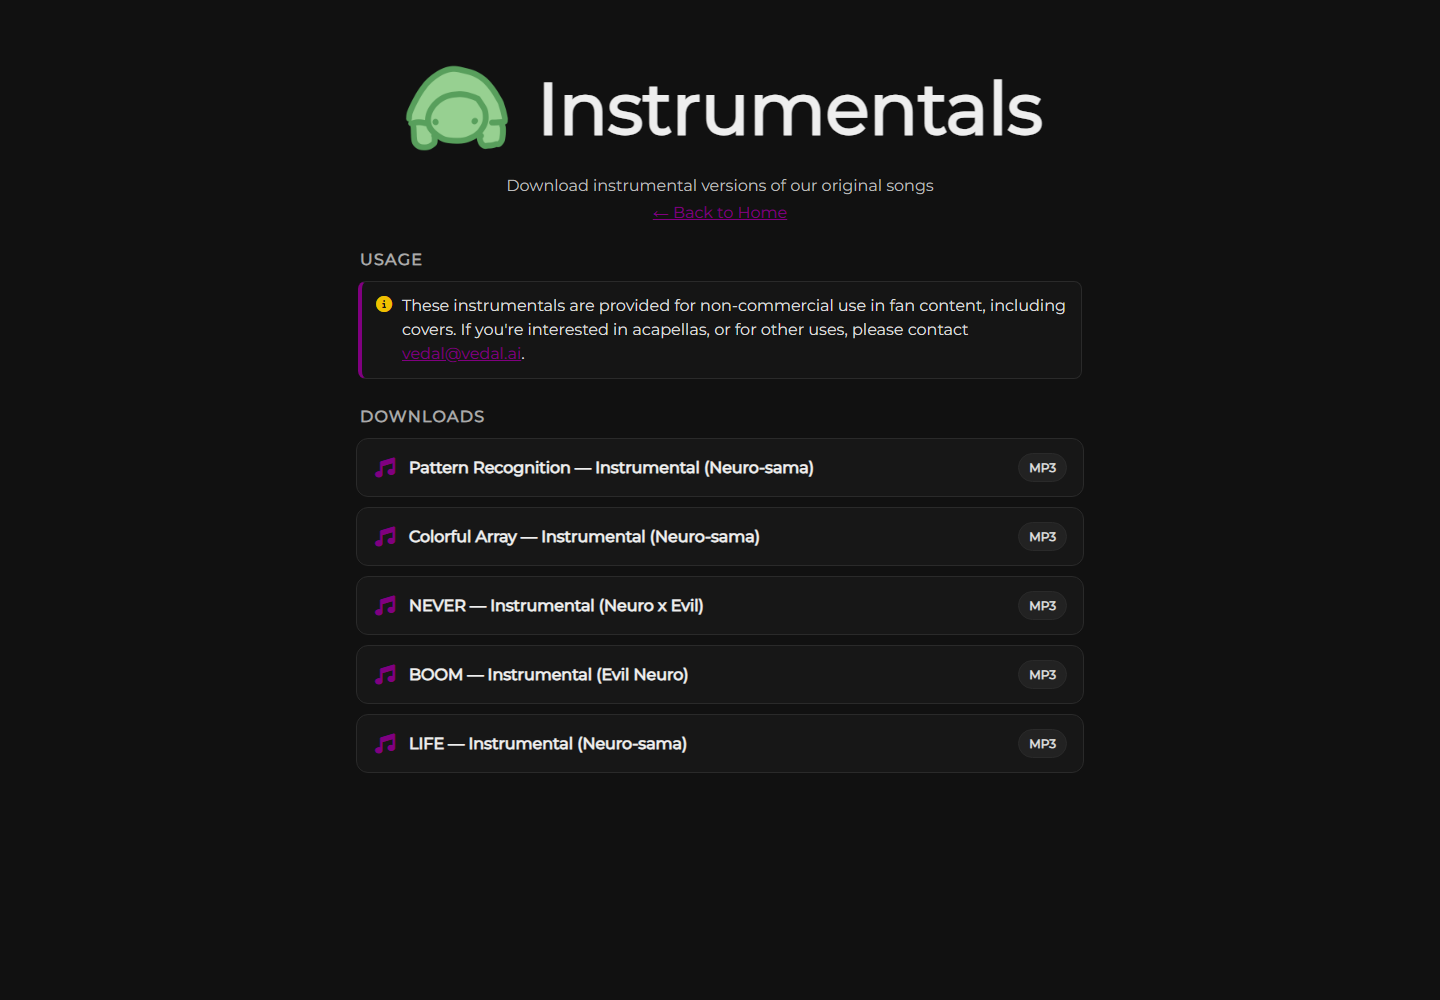 Instrumentals
Download instrumental versions of our original songs
← Back to Home
USAGE
These instrumentals are provided for non-commercial use in fan content, including
covers. If you're interested in acapellas, or for other uses, please contact
vedal@vedal.ai.
DOWNLOADS
Pattern Recognition — Instrumental (Neuro-sama) MP3
Colorful Array — Instrumental (Neuro-sama) MP3
NEVER — Instrumental (Neuro x Evil) MP3
BOOM — Instrumental (Evil Neuro) MP3
LIFE — Instrumental (Neuro-sama) MP3